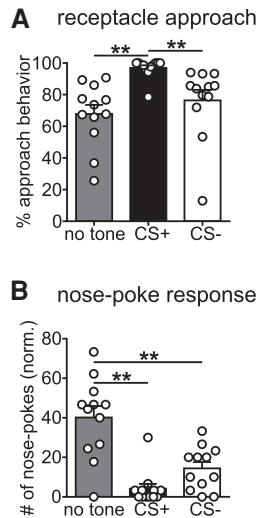 A receptacle approach
% approach behavior
100
80
60
40
20
0
** **
no tone CS+ CS-
B nose-poke response
# of nose-pokes (norm.)
80
60
40
20
0
**
**
no tone CS+ CS-